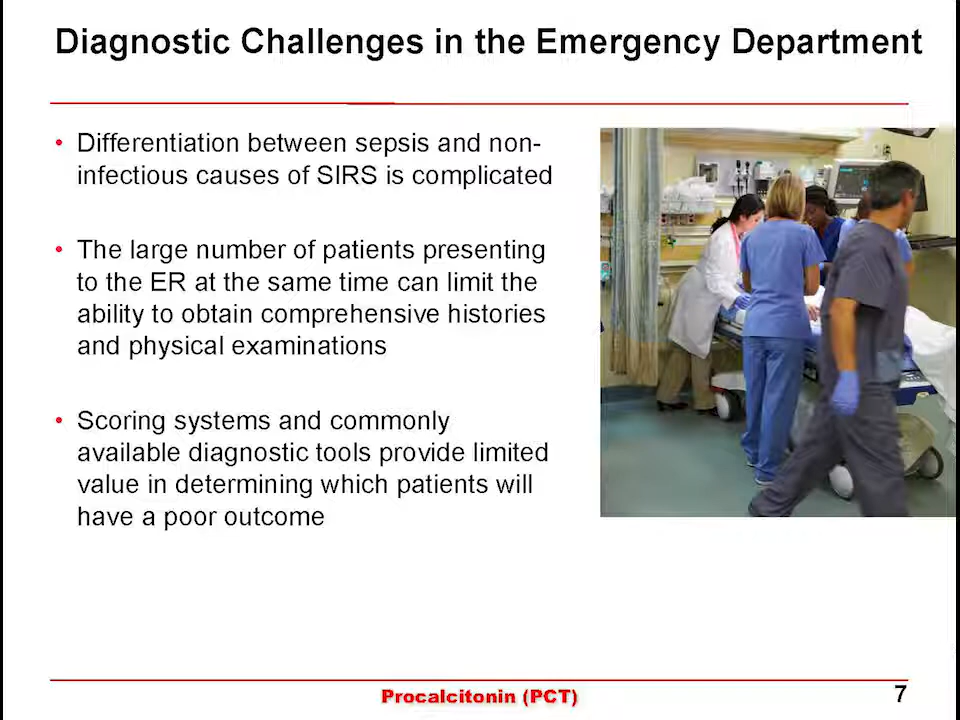 Diagnostic Challenges in the Emergency Department
• Differentiation between sepsis and non-
infectious causes of SIRS is complicated
• The large number of patients presenting
to the ER at the same time can limit the
ability to obtain comprehensive histories
and physical examinations
• Scoring systems and commonly
available diagnostic tools provide limited
value in determining which patients will
have a poor outcome
Procalcitonin (PCT)
7